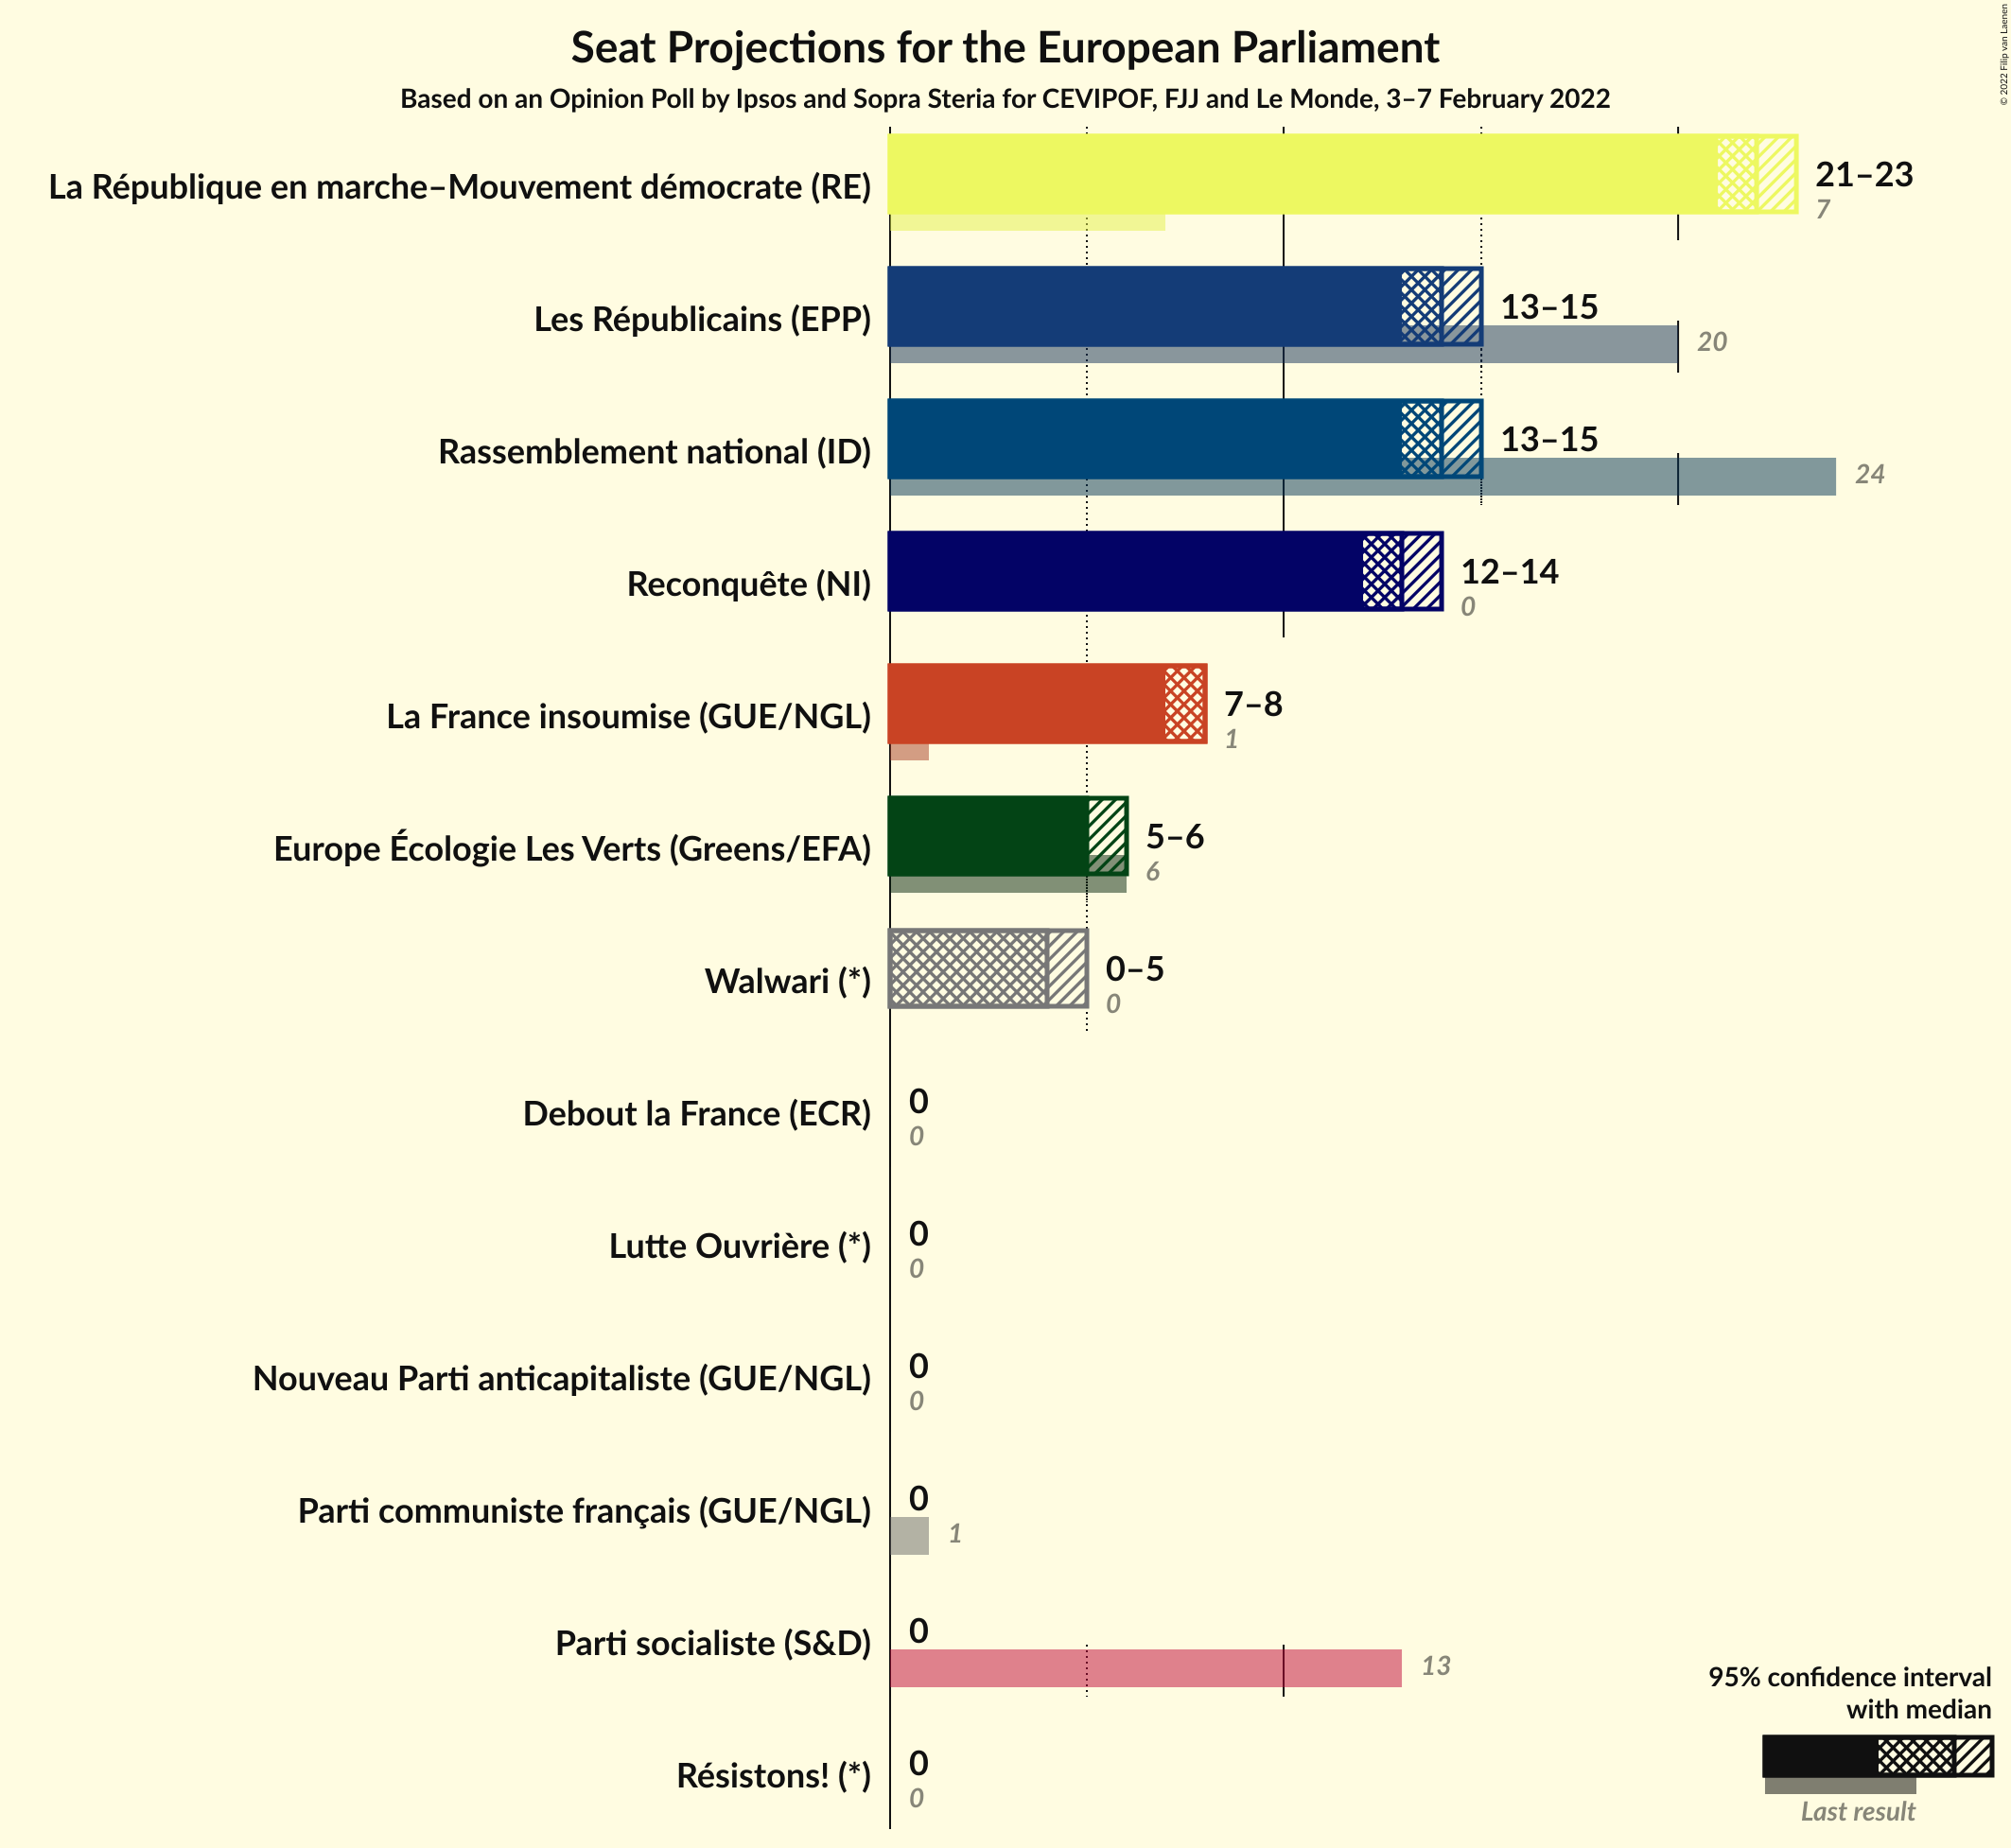 Seat Projections for the European Parliament
Based on an Opinion Poll by Ipsos and Sopra Steria for CEVIPOF, FJJ and Le Monde, 3–7 February 2022
© 2022 Filip van Laenen
La République en marche–Mouvement démocrate (RE)
21–23
7
Les Républicains (EPP)
13–15
20
Rassemblement national (ID)
13–15
24
Reconquête (NI)
12–14
0
La France insoumise (GUE/NGL)
7–8
1
Europe Écologie Les Verts (Greens/EFA)
5–6
6
Walwari (*)
0–5
0
Debout la France (ECR)
0
0
Lutte Ouvrière (*)
0
0
Nouveau Parti anticapitaliste (GUE/NGL)
0
0
Parti communiste français (GUE/NGL)
0
1
Parti socialiste (S&D)
0
13
Résistons! (*)
0
0
95% confidence interval
with median
Last result